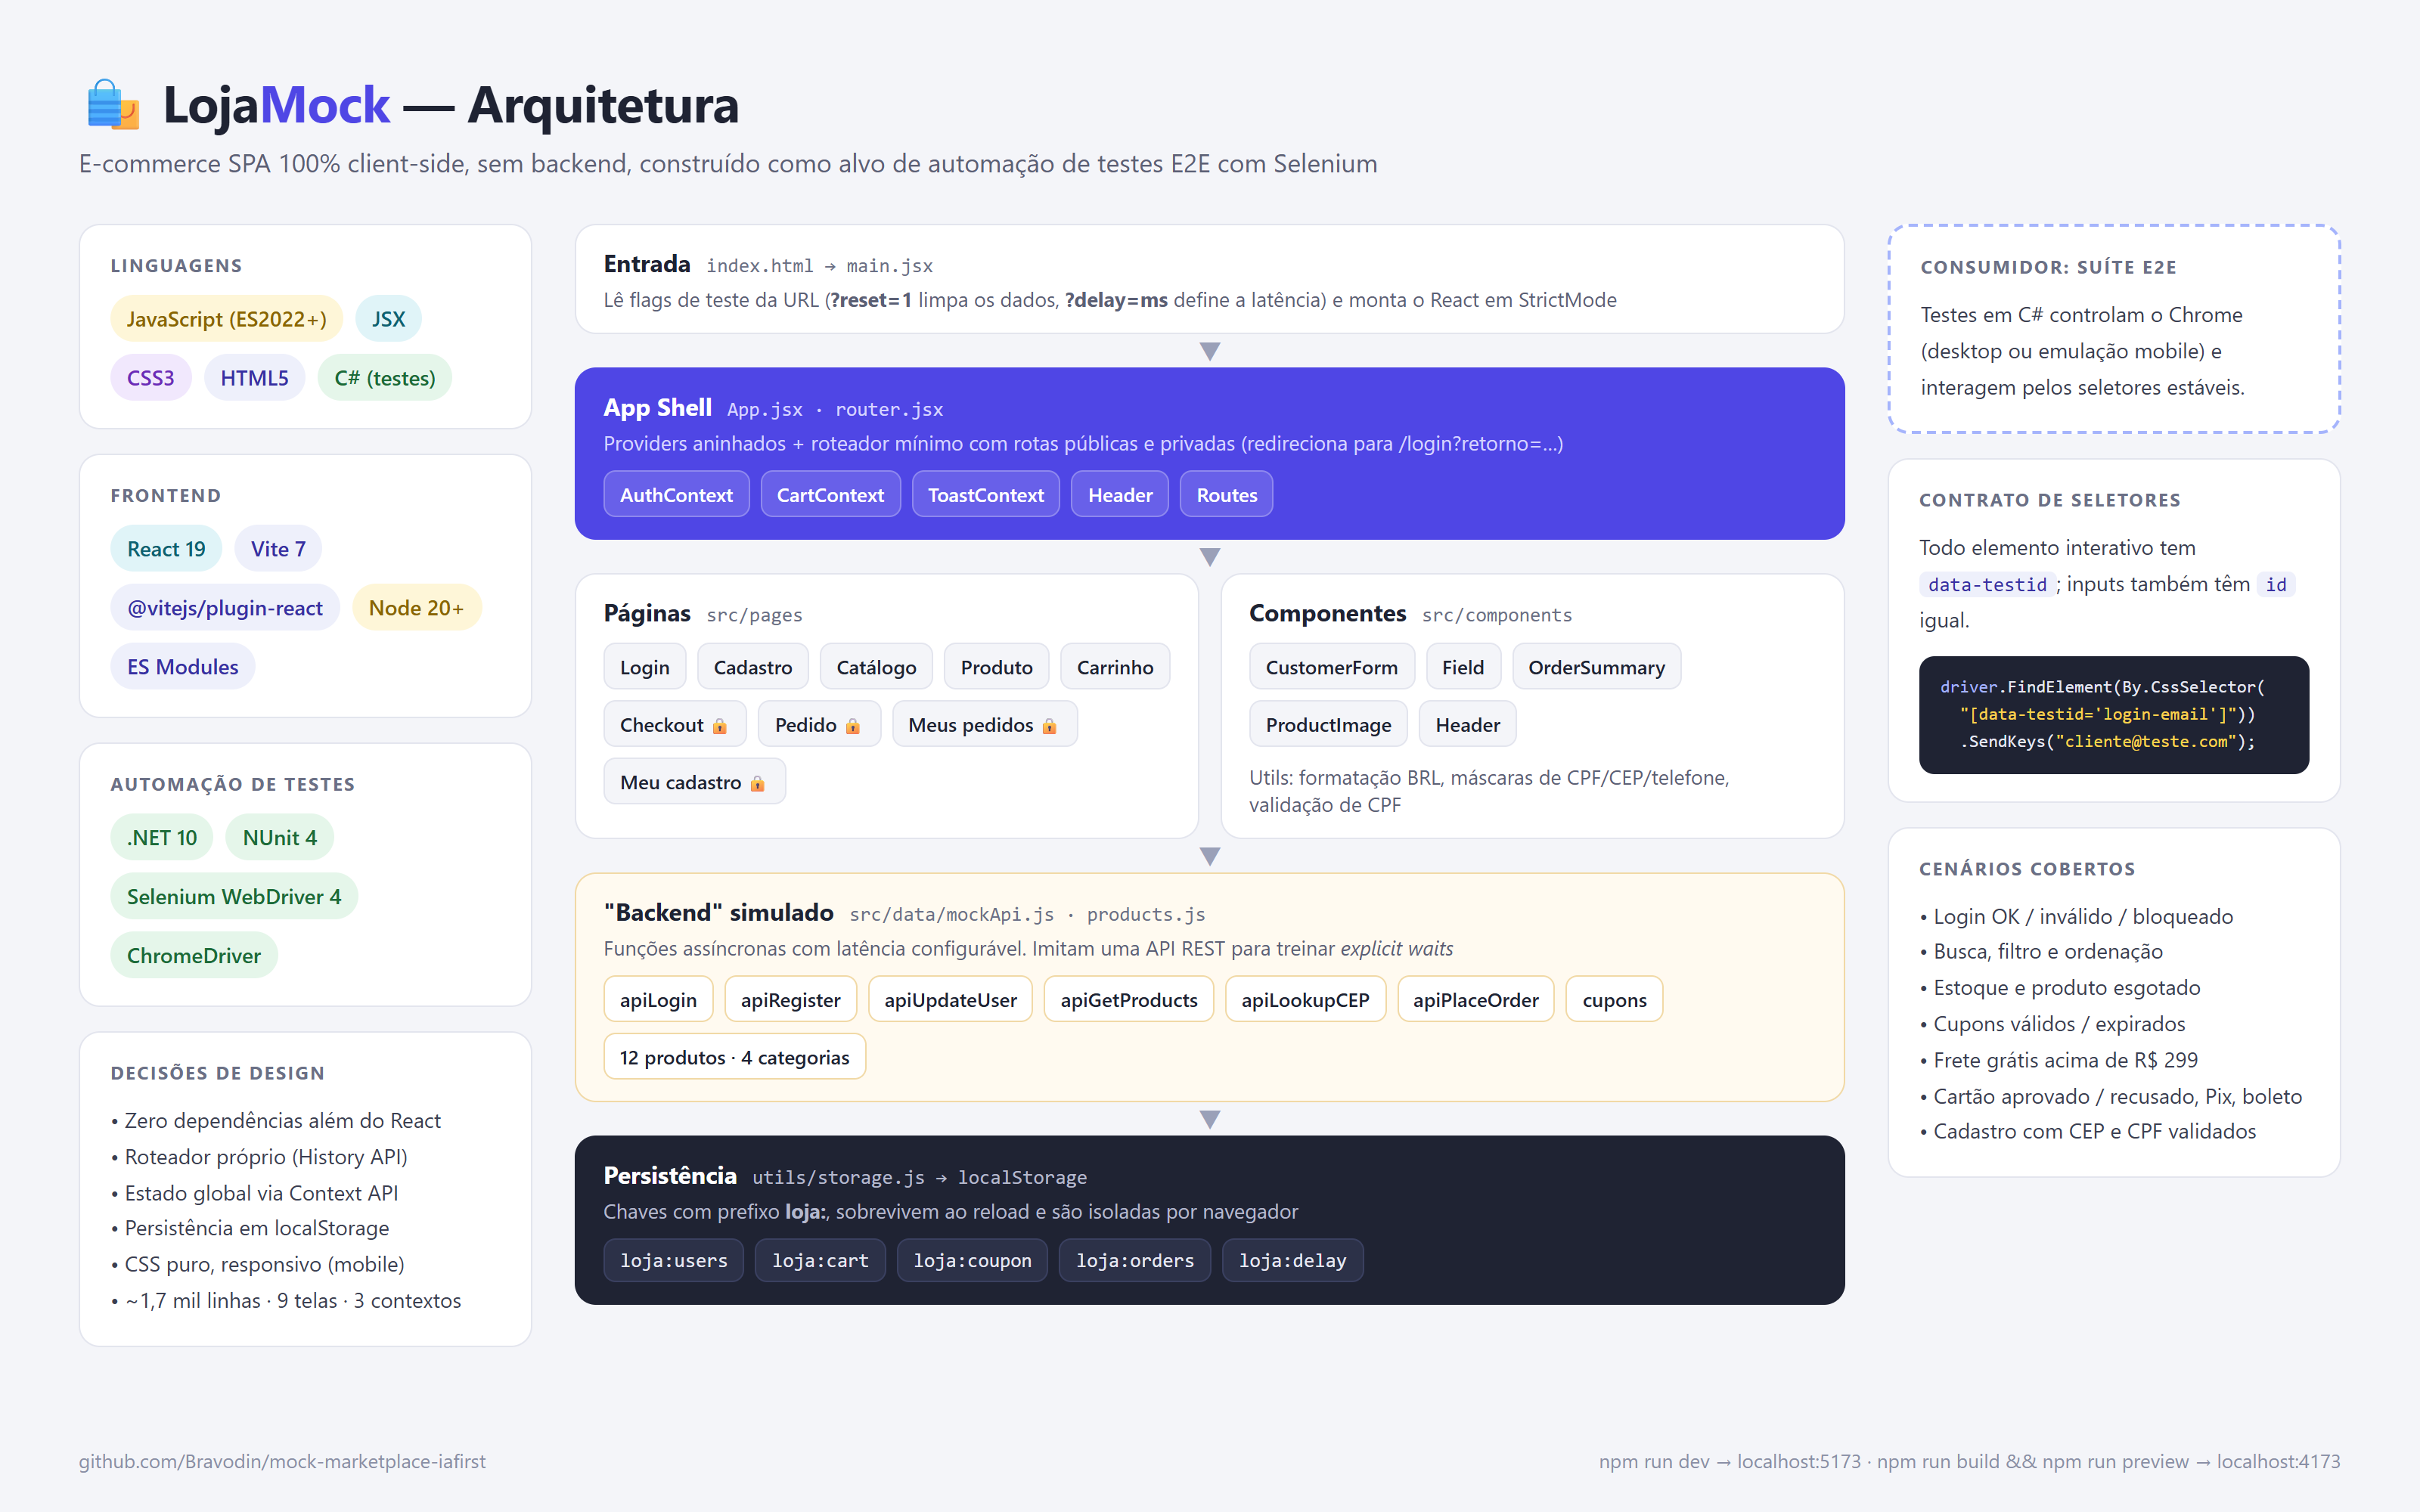 LojaMock — Arquitetura
E-commerce SPA 100% client-side, sem backend, construído como alvo de automação de testes E2E com Selenium
LINGUAGENS
JavaScript (ES2022+) JSX
CSS3 HTML5 C# (testes)
FRONTEND
React 19 Vite 7
@vitejs/plugin-react Node 20+
ES Modules
AUTOMAÇÃO DE TESTES
.NET 10 NUnit 4
Selenium WebDriver 4
ChromeDriver
DECISÕES DE DESIGN
• Zero dependências além do React
• Roteador próprio (History API)
• Estado global via Context API
• Persistência em localStorage
• CSS puro, responsivo (mobile)
• ~1,7 mil linhas · 9 telas · 3 contextos
Entrada index.html → main.jsx
Lê flags de teste da URL (?reset=1 limpa os dados, ?delay=ms define a latência) e monta o React em StrictMode
▼
App Shell App.jsx · router.jsx
Providers aninhados + roteador mínimo com rotas públicas e privadas (redireciona para /login?retorno=...)
AuthContext CartContext ToastContext Header Routes
▼
Páginas src/pages
Login Cadastro Catálogo Produto Carrinho
Checkout 🔒 Pedido 🔒 Meus pedidos 🔒
Meu cadastro 🔒
Componentes src/components
CustomerForm Field OrderSummary
ProductImage Header
Utils: formatação BRL, máscaras de CPF/CEP/telefone,
validação de CPF
▼
"Backend" simulado src/data/mockApi.js · products.js
Funções assíncronas com latência configurável. Imitam uma API REST para treinar explicit waits
apiLogin apiRegister apiUpdateUser apiGetProducts apiLookupCEP apiPlaceOrder cupons
12 produtos · 4 categorias
▼
Persistência utils/storage.js → localStorage
Chaves com prefixo loja:, sobrevivem ao reload e são isoladas por navegador
loja:users loja:cart loja:coupon loja:orders loja:delay
CONSUMIDOR: SUÍTE E2E
Testes em C# controlam o Chrome
(desktop ou emulação mobile) e
interagem pelos seletores estáveis.
CONTRATO DE SELETORES
Todo elemento interativo tem
data-testid; inputs também têm id
igual.
driver.FindElement(By.CssSelector(
"[data-testid='login-email']"))
.SendKeys("cliente@teste.com");
CENÁRIOS COBERTOS
• Login OK / inválido / bloqueado
• Busca, filtro e ordenação
• Estoque e produto esgotado
• Cupons válidos / expirados
• Frete grátis acima de R$ 299
• Cartão aprovado / recusado, Pix, boleto
• Cadastro com CEP e CPF validados
github.com/Bravodin/mock-marketplace-iafirst
npm run dev → localhost:5173 · npm run build && npm run preview → localhost:4173